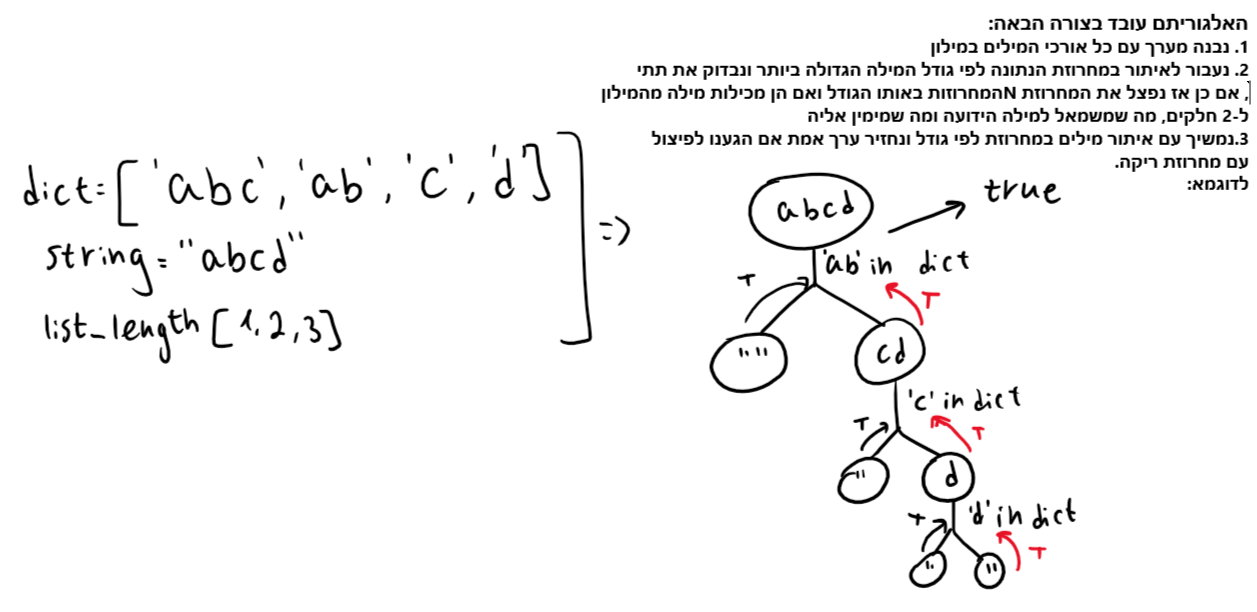 האלגוריתם עובד בצורה הבאה:
1. נבנה מערך עם כל אורכי המילים במילון
2. נעבור לאיתור במחרוזת הנתונה לפי גודל המילה הגדולה ביותר ונבדוק את תתי
המחרוזות באותו הגודל ואם הן מכילות מילה מהמילוןN אם כן אז נפצל את המחרוזת ,
ל-2 חלקים, מה שמשמאל למילה הידועה ומה שמימין אליה
3.נמשיך עם איתור מילים במחרוזת לפי גודל ונחזיר ערך אמת אם הגענו לפיצול
עם מחרוזת ריקה.
לדוגמא:
dict=['abc','ab','c','d']
string="abcd"
list_length[1,2,3]
=>
abcd
true
'ab' in dict
T
T
""
cd
'c' in dict
T
T
"
d
'd' in dict
T
T
"
"